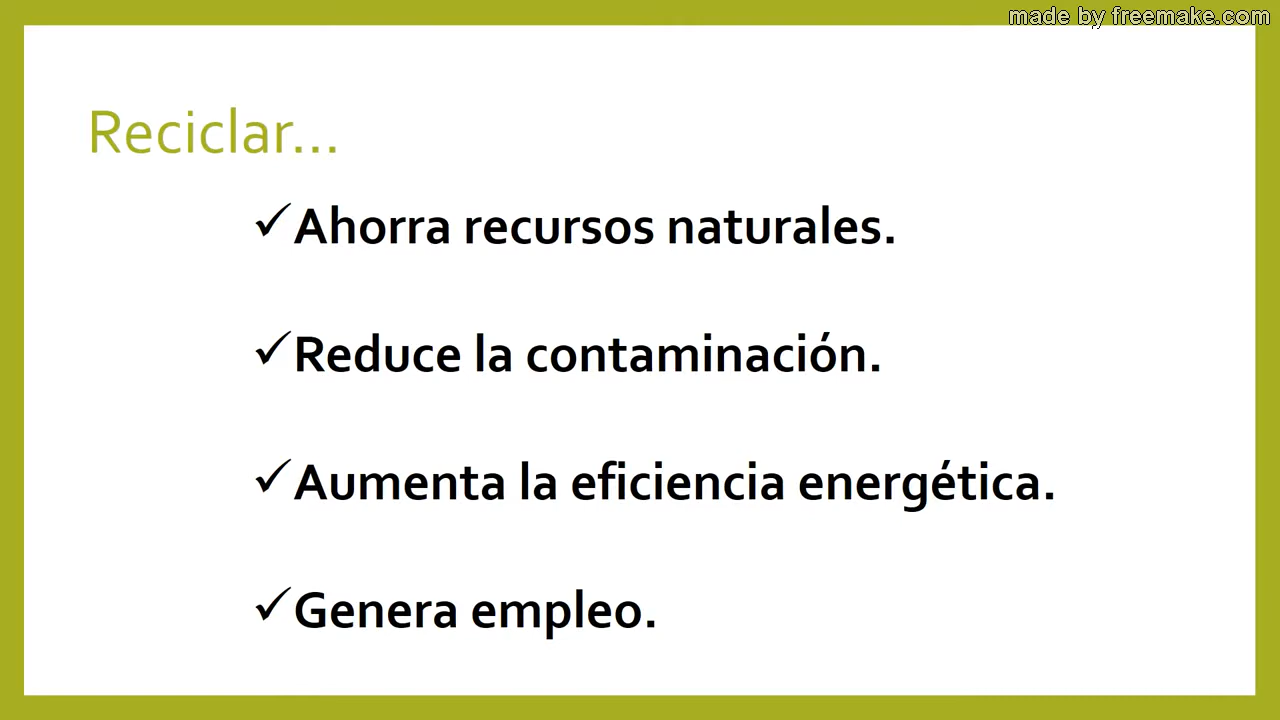 made by freemake.com
Reciclar...
✓Ahorra recursos naturales.
✓Reduce la contaminación.
✓Aumenta la eficiencia energética.
✓Genera empleo.